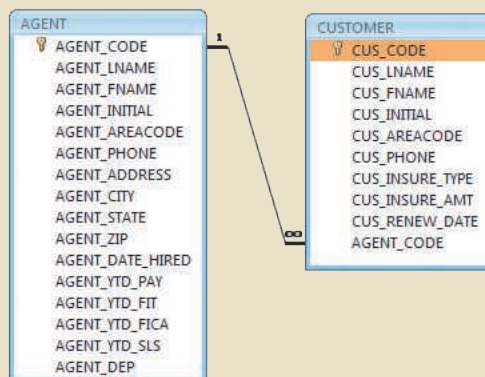 AGENT
AGENT_CODE
AGENT_LNAME
AGENT_FNAME
AGENT_INITIAL
AGENT_AREACODE
AGENT_PHONE
AGENT_ADDRESS
AGENT_CITY
AGENT_STATE
AGENT_ZIP
AGENT_DATE_HIRED
AGENT_YTD_PAY
AGENT_YTD_FIT
AGENT_YTD_FICA
AGENT_YTD_SLS
AGENT_DEP
1
∞
CUSTOMER
CUS_CODE
CUS_LNAME
CUS_FNAME
CUS_INITIAL
CUS_AREACODE
CUS_PHONE
CUS_INSURE_TYPE
CUS_INSURE_AMT
CUS_RENEW_DATE
AGENT_CODE